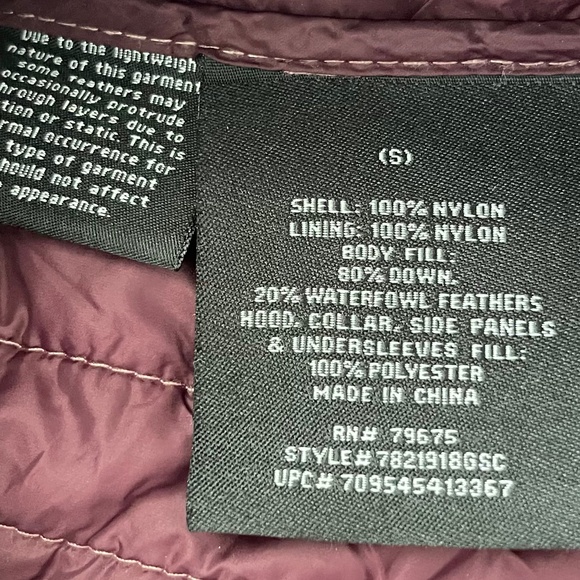 Due to the lightweigh
nature of this garment
some feathers may
occasionally protrude
hrough layers due to
tion or static. This is
rmal occurrence for
type of garment
hould not affect
appearance.
(S)
SHELL: 100% NYLON
LINING: 100% NYLON
BODY FILL:
80% DOWN.
20% WATERFOWL FEATHERS
HOOD, COLLAR, SIDE PANELS
& UNDERSLEEVES FILL:
100% POLYESTER
MADE IN CHINA
RN# 79675
STYLE# 7821918GSC
UPC# 709545413367